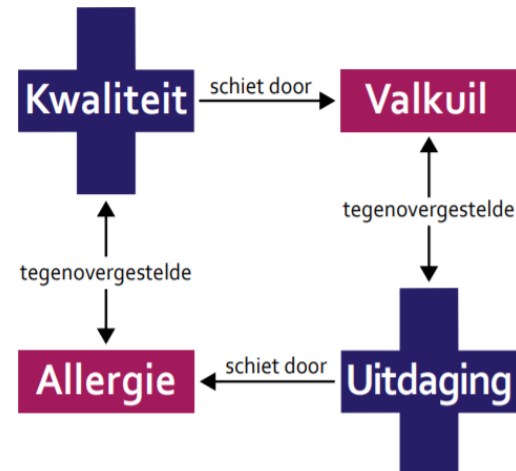 Kwaliteit
schiet door
Valkuil
tegenovergestelde
tegenovergestelde
Allergie
schiet door
Uitdaging